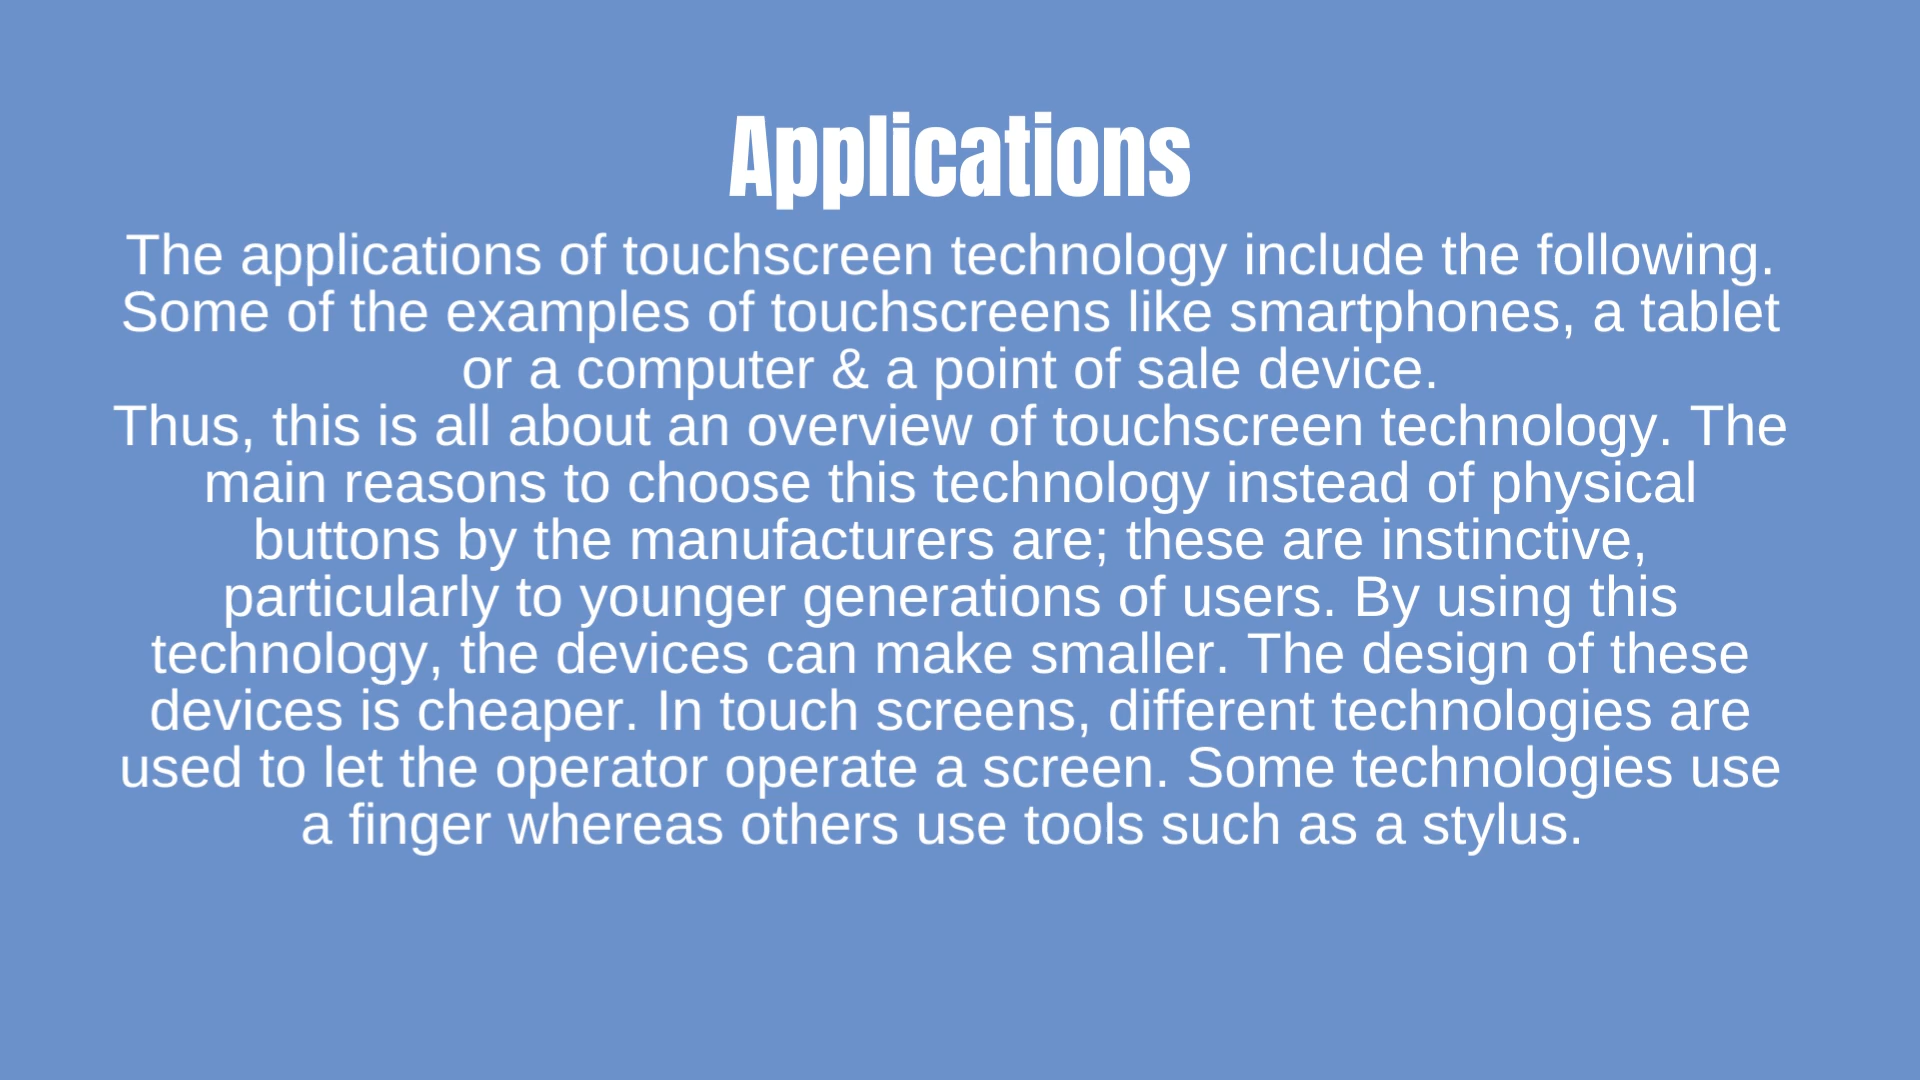 Applications
The applications of touchscreen technology include the following.
Some of the examples of touchscreens like smartphones, a tablet
or a computer & a point of sale device.
Thus, this is all about an overview of touchscreen technology. The
main reasons to choose this technology instead of physical
buttons by the manufacturers are; these are instinctive,
particularly to younger generations of users. By using this
technology, the devices can make smaller. The design of these
devices is cheaper. In touch screens, different technologies are
used to let the operator operate a screen. Some technologies use
a finger whereas others use tools such as a stylus.